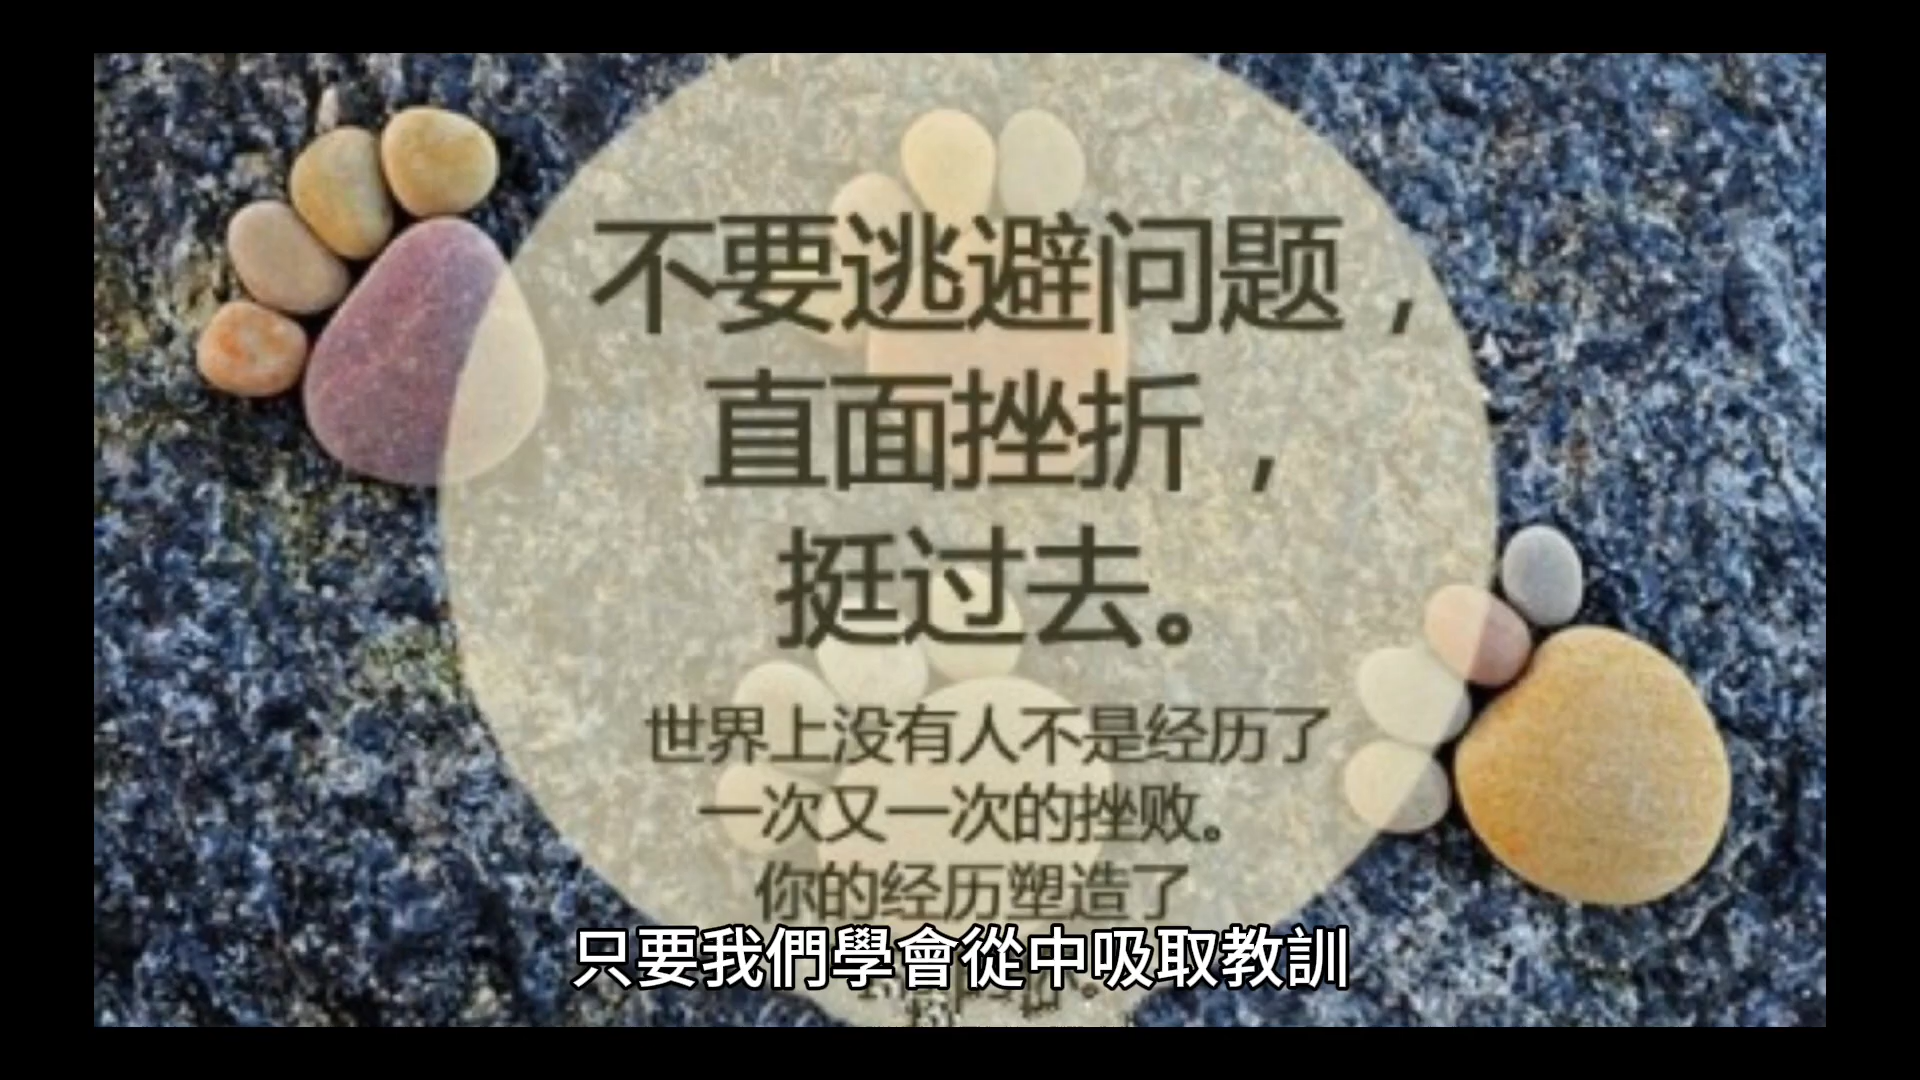 不要逃避问题，
直面挫折，
挺过去。
世界上没有人不是经历了
一次又一次的挫败。
你的经历塑造了
只要我們學會從中吸取教訓